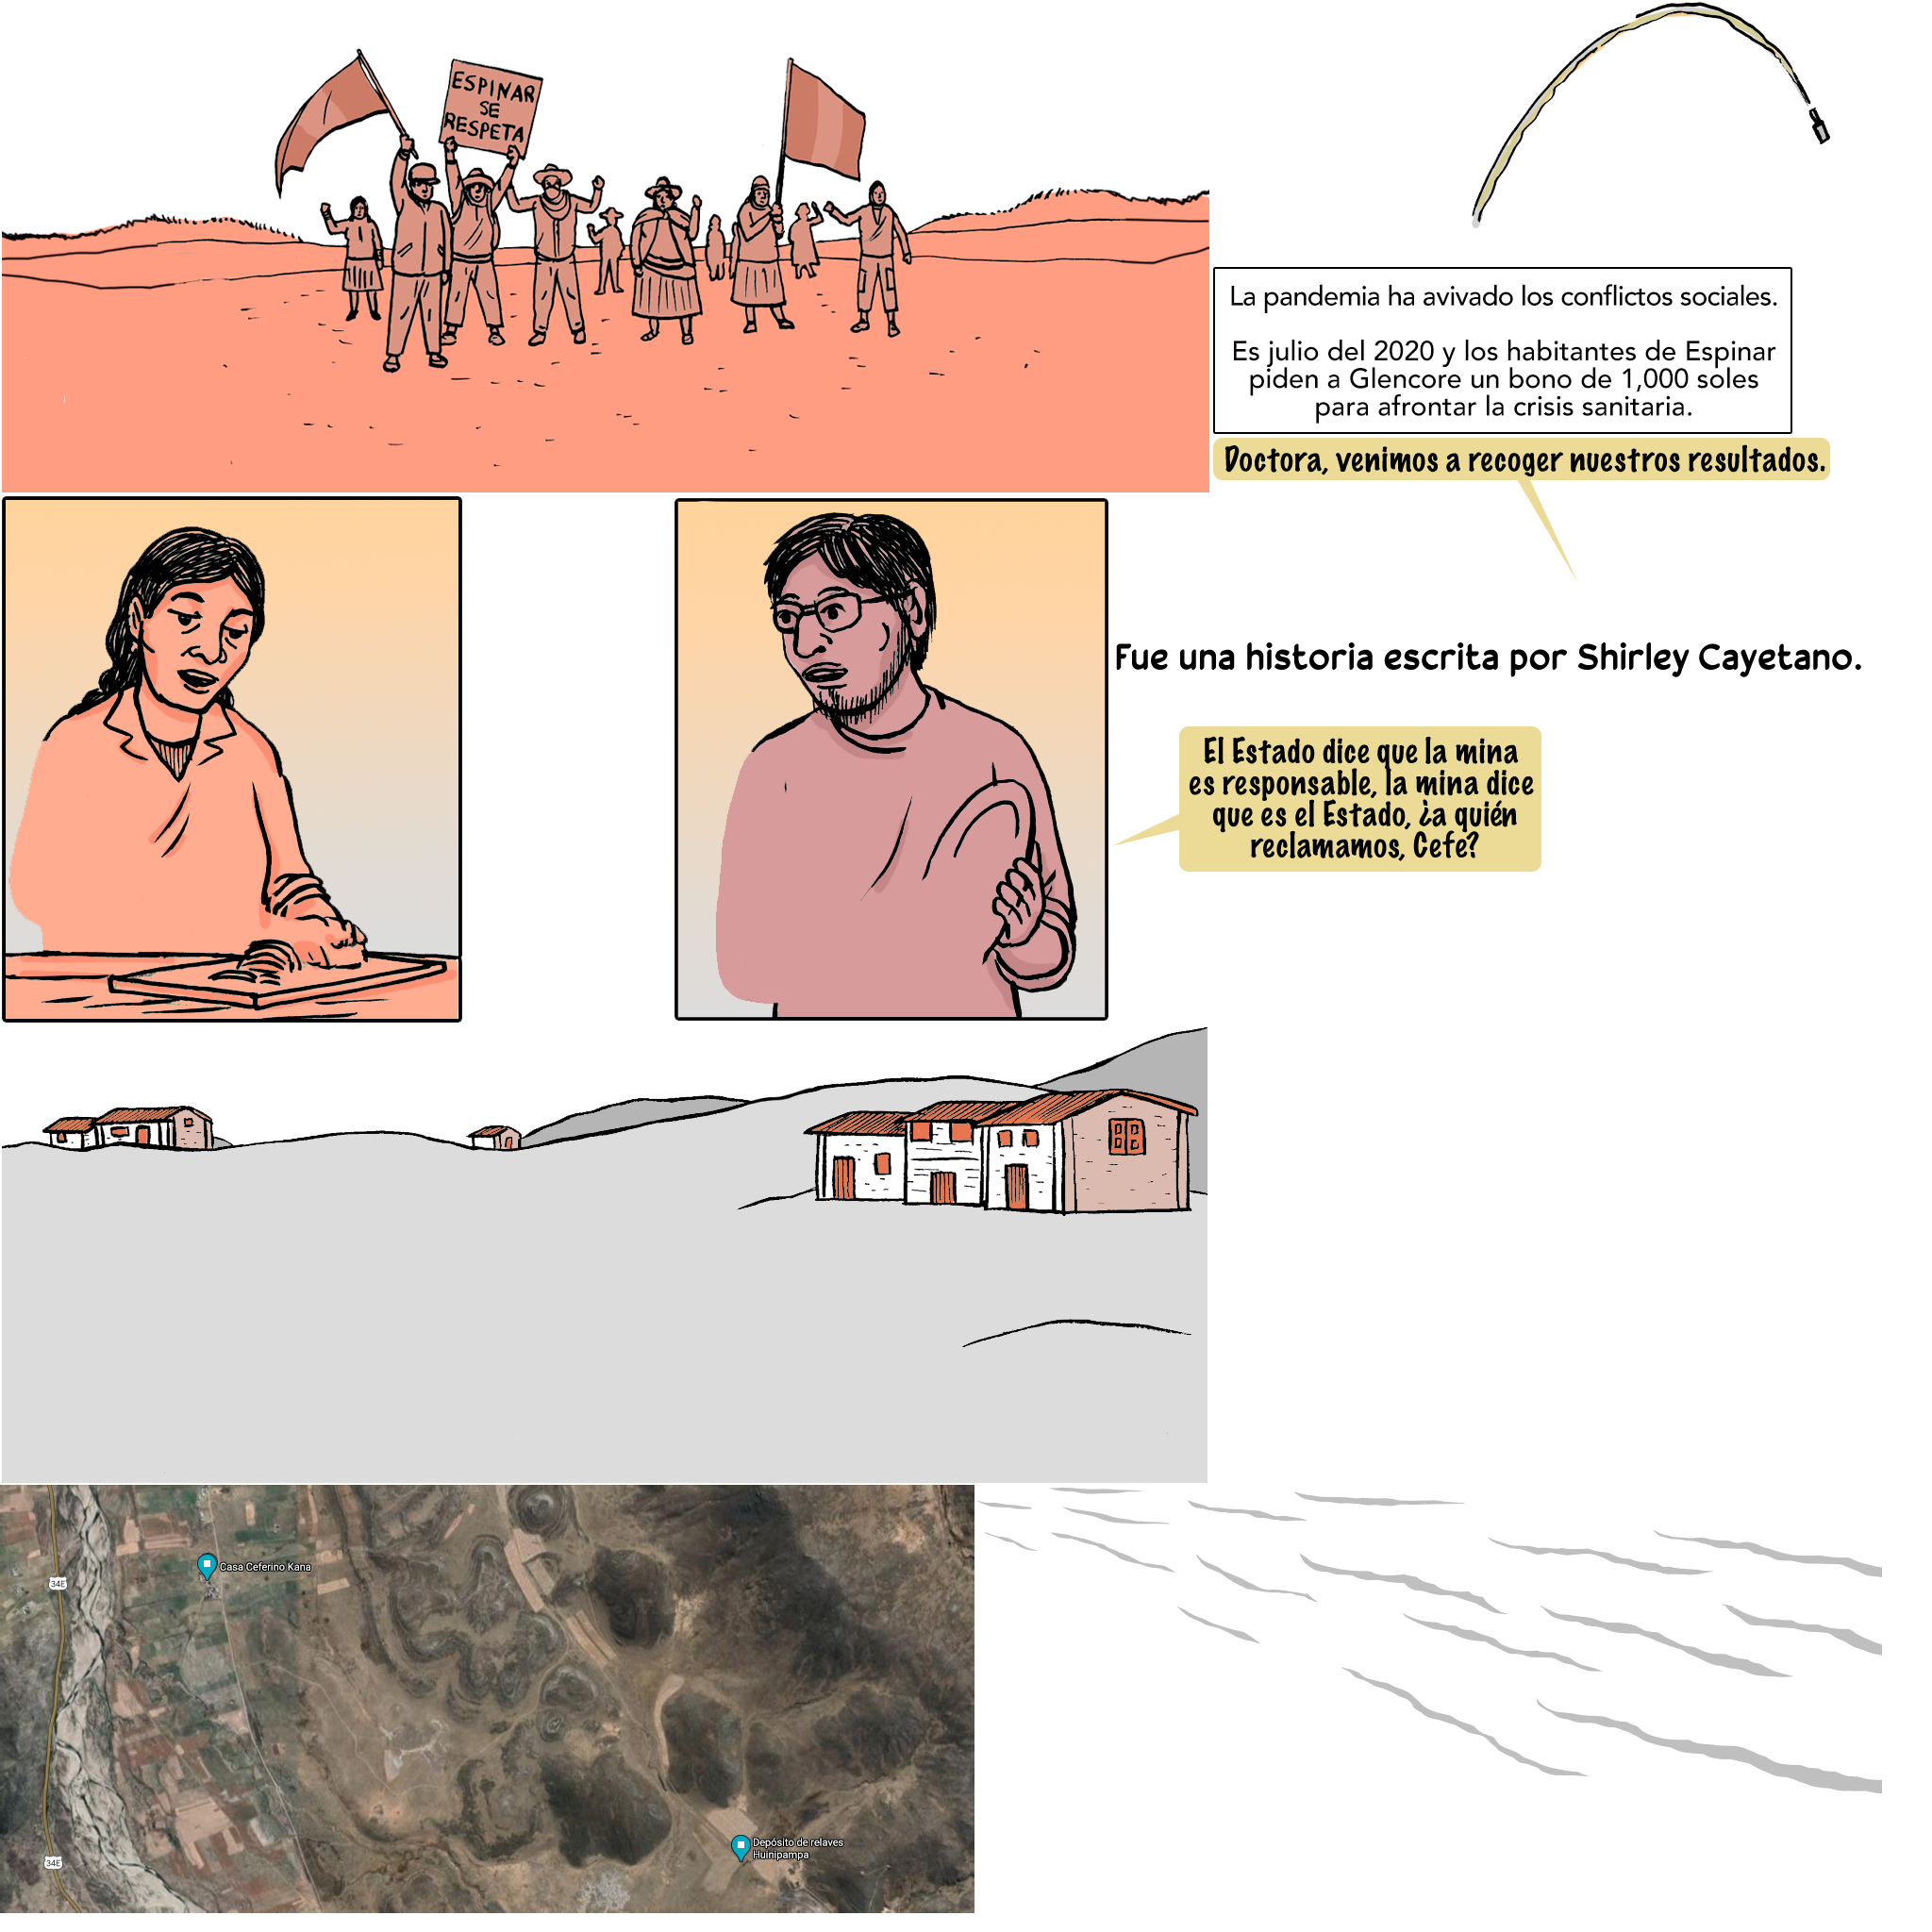 ESPINAR
SE
RESPETA
La pandemia ha avivado los conflictos sociales.
Es julio del 2020 y los habitantes de Espinar
piden a Glencore un bono de 1,000 soles
para afrontar la crisis sanitaria.
Doctora, venimos a recoger nuestros resultados.
Fue una historia escrita por Shirley Cayetano.
El Estado dice que la mina
es responsable, la mina dice
que es el Estado, ¿a quién
reclamamos, Cefe?
Casa Ceferino Kana
34E
Depósito de relaves
Huinipampa
34E